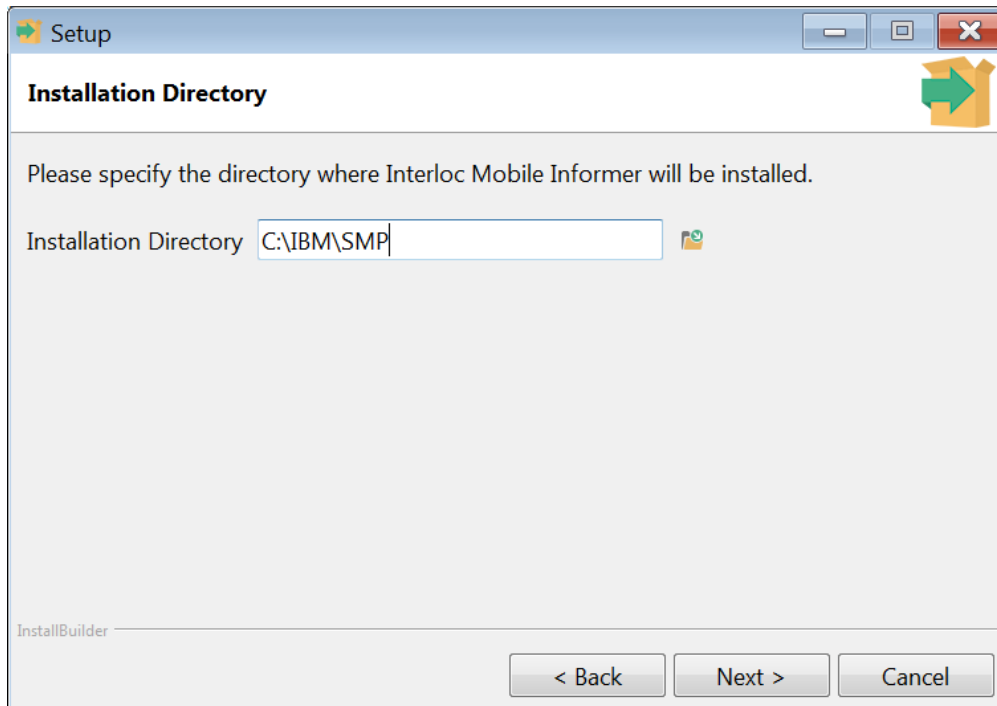 Setup
Installation Directory
Please specify the directory where Interloc Mobile Informer will be installed.
Installation Directory C:\IBM\SMP
InstallBuilder
< Back Next > Cancel